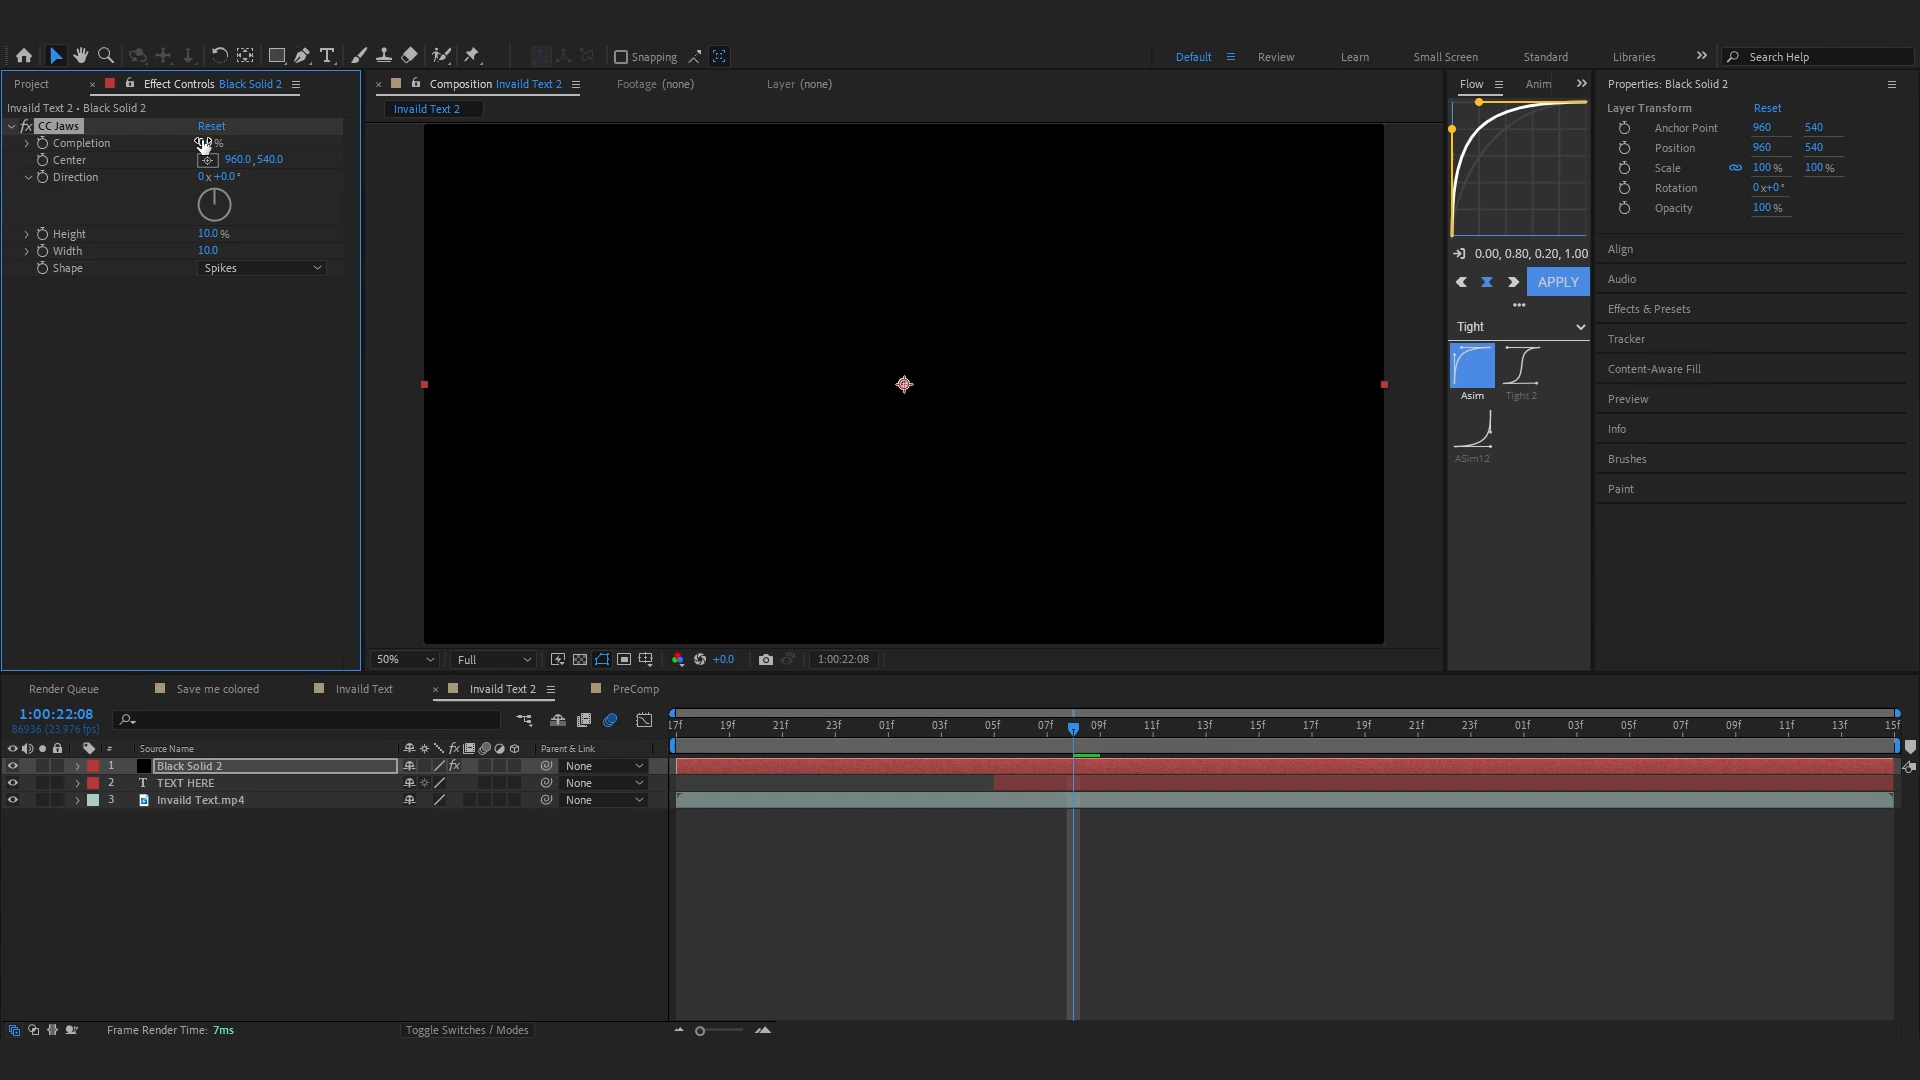 Snapping
Default
Review
Learn
Small Screen
Standard
Libraries
Search Help
Project
Effect Controls Black Solid 2
Composition Invaild Text 2
Footage (none)
Layer (none)
Flow
Anim
Properties: Black Solid 2
Invaild Text 2 • Black Solid 2
Invaild Text 2
Layer Transform
Reset
fx CC Jaws
Reset
Completion
%
Center
960.0, 540.0
Direction
0 x +0.0 °
Height
10.0 %
Width
10.0
Shape
Spikes
Anchor Point
960
540
Position
960
540
Scale
100 %
100 %
Rotation
0 x+0 °
Opacity
100 %
0.00, 0.80, 0.20, 1.00
APPLY
Tight
Asim
Tight 2
ASim12
Align
Audio
Effects & Presets
Tracker
Content-Aware Fill
Preview
Info
Brushes
Paint
50%
Full
+0.0
1:00:22:08
Render Queue
Save me colored
Invaild Text
Invaild Text 2
PreComp
1:00:22:08
86936 (23.976 fps)
17f 19f 21f 23f 01f 03f 05f 07f 09f 11f 13f 15f 17f 19f 21f 23f 01f 03f 05f 07f 09f 11f 13f 15f
# Source Name
fx
Parent & Link
1 Black Solid 2 fx None
2 T TEXT HERE None
3 Invaild Text.mp4 None
Frame Render Time: 7ms
Toggle Switches / Modes